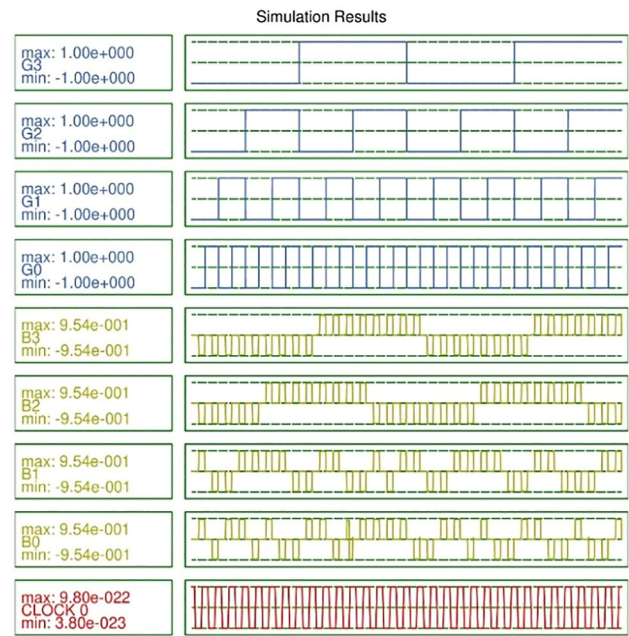 Simulation Results
max: 1.00e+000
G3
min: -1.00e+000
max: 1.00e+000
G2
min: -1.00e+000
max: 1.00e+000
G1
min: -1.00e+000
max: 1.00e+000
G0
min: -1.00e+000
max: 9.54e-001
B3
min: -9.54e-001
max: 9.54e-001
B2
min: -9.54e-001
max: 9.54e-001
B1
min: -9.54e-001
max: 9.54e-001
B0
min: -9.54e-001
max: 9.80e-022
CLOCK 0
min: 3.80e-023